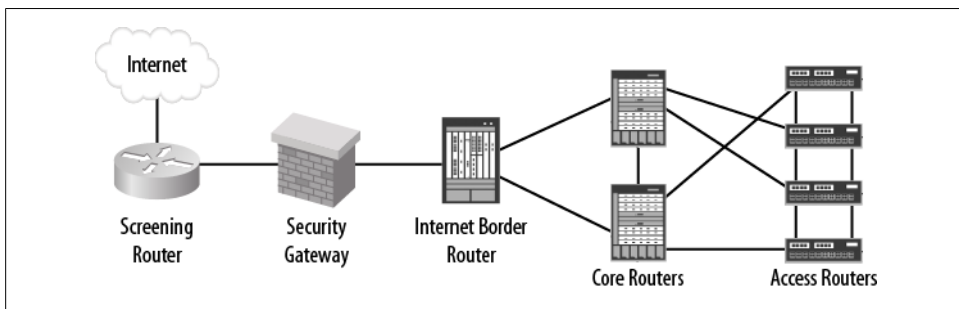 Internet
Screening
Router
Security
Gateway
Internet Border
Router
Core Routers
Access Routers